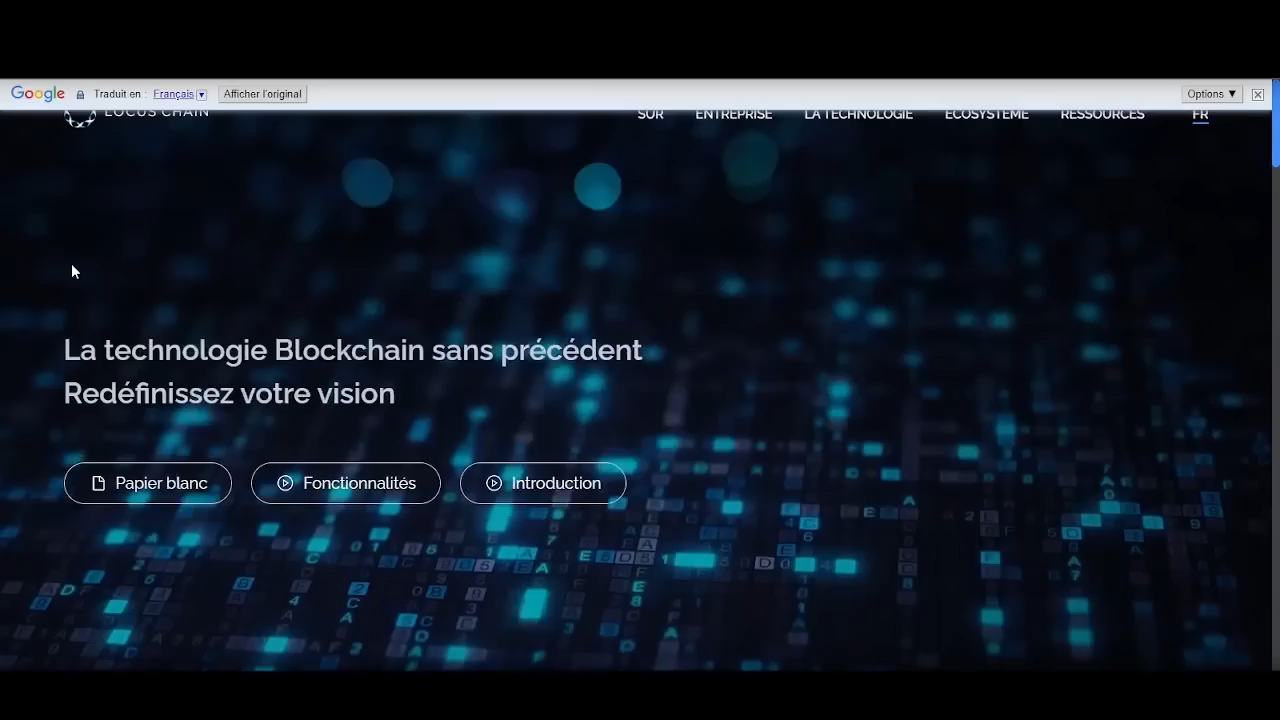 Google Traduit en : Français ▼ Afficher l'original Options ▼
LOCUS CHAIN SUR ENTREPRISE LA TECHNOLOGIE ÉCOSYSTÈME RESSOURCES FR
La technologie Blockchain sans précédent
Redéfinissez votre vision
Papier blanc Fonctionnalités Introduction